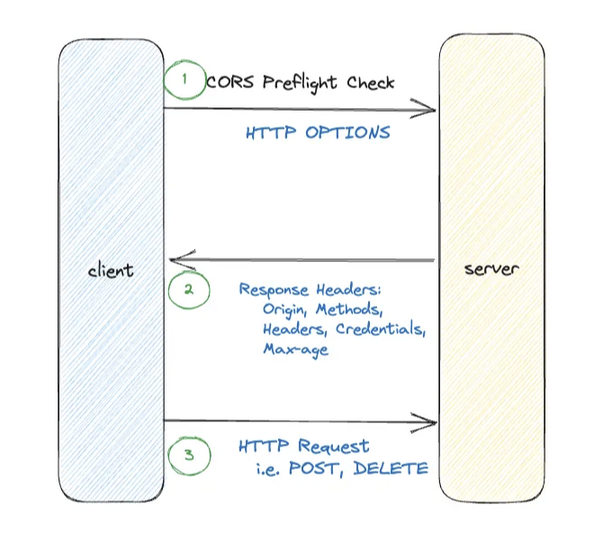 1
CORS Preflight Check
HTTP OPTIONS
client
server
2
Response Headers:
Origin, Methods,
Headers, Credentials,
Max-age
3
HTTP Request
i.e. POST, DELETE